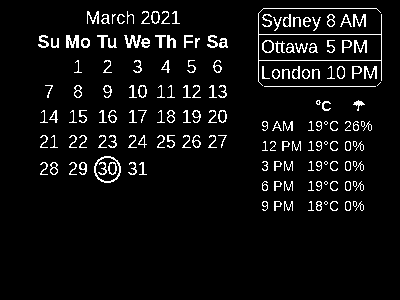 March 2021
Su Mo Tu We Th Fr Sa
1 2 3 4 5 6
7 8 9 10 11 12 13
14 15 16 17 18 19 20
21 22 23 24 25 26 27
28 29 30 31
Sydney 8 AM
Ottawa 5 PM
London 10 PM
°C ☂
9 AM 19°C 26%
12 PM 19°C 0%
3 PM 19°C 0%
6 PM 19°C 0%
9 PM 18°C 0%